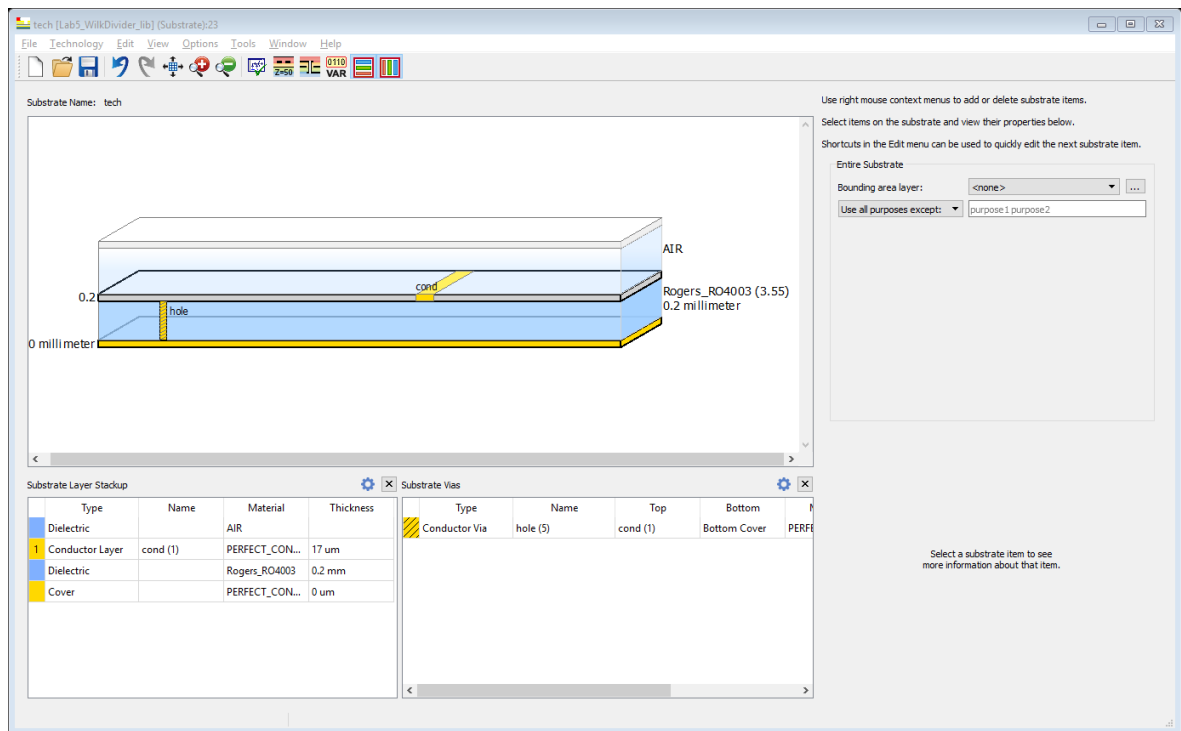 tech [Lab5_WilkDivider_lib] (Substrate):23
File Technology Edit View Options Tools Window Help
Z=50
0110
VAR
Substrate Name: tech
Use right mouse context menus to add or delete substrate items.
Select items on the substrate and view their properties below.
Shortcuts in the Edit menu can be used to quickly edit the next substrate item.
Entire Substrate
Bounding area layer: <none> ...
Use all purposes except: purpose1 purpose2
AIR
cond
0.2
Rogers_RO4003 (3.55)
0.2 millimeter
hole
0 millimeter
Substrate Layer Stackup
Type Name Material Thickness
Dielectric AIR
1 Conductor Layer cond (1) PERFECT_CON... 17 um
Dielectric Rogers_RO4003 0.2 mm
Cover PERFECT_CON... 0 um
Substrate Vias
Type Name Top Bottom
Conductor Via hole (5) cond (1) Bottom Cover PERFE
Select a substrate item to see
more information about that item.